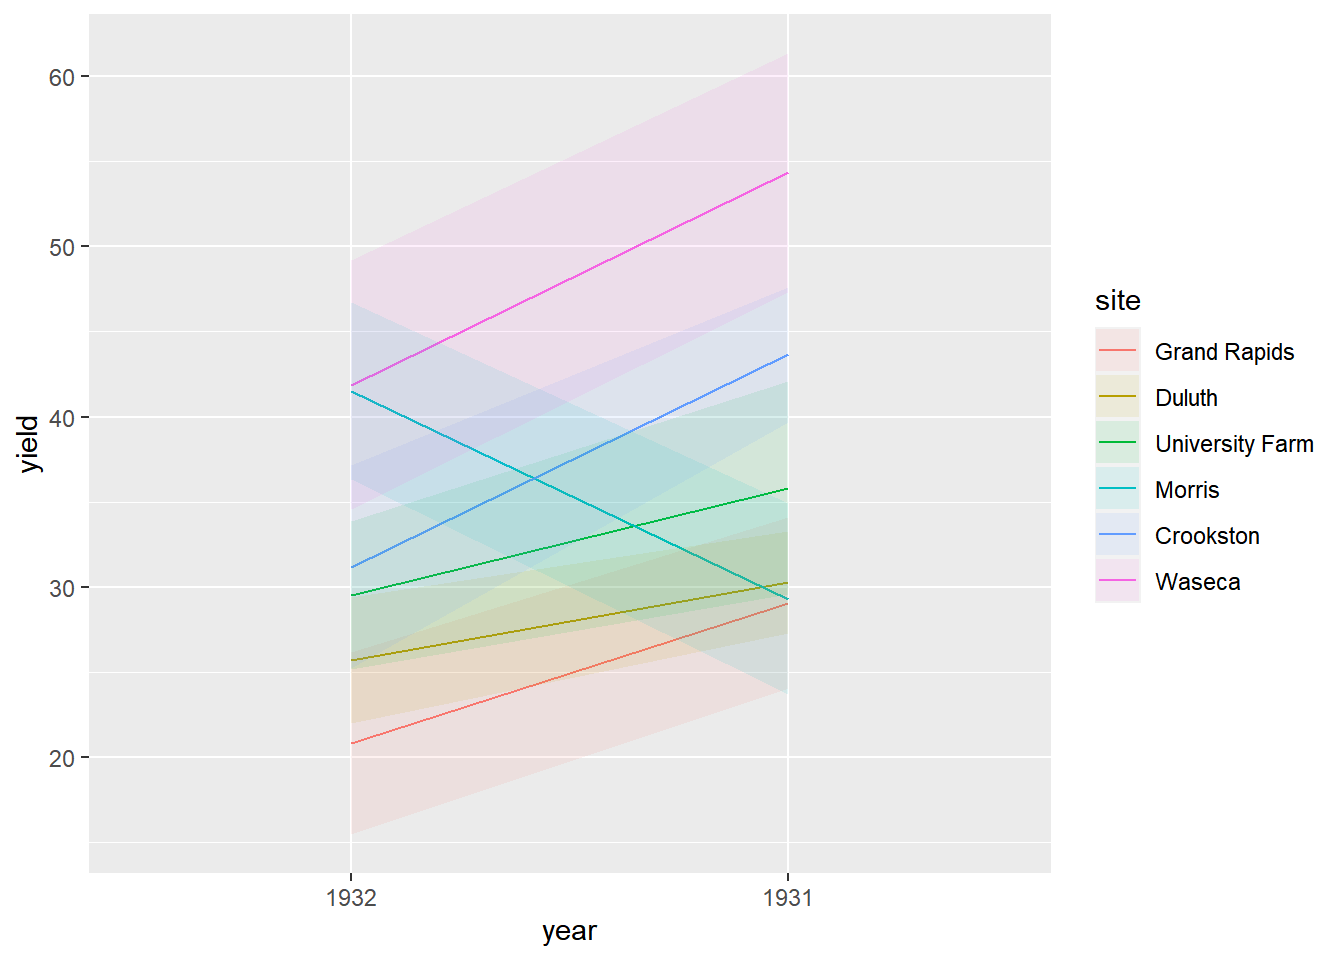 60
50
40
30
20
yield
1932
1931
year
site
Grand Rapids
Duluth
University Farm
Morris
Crookston
Waseca